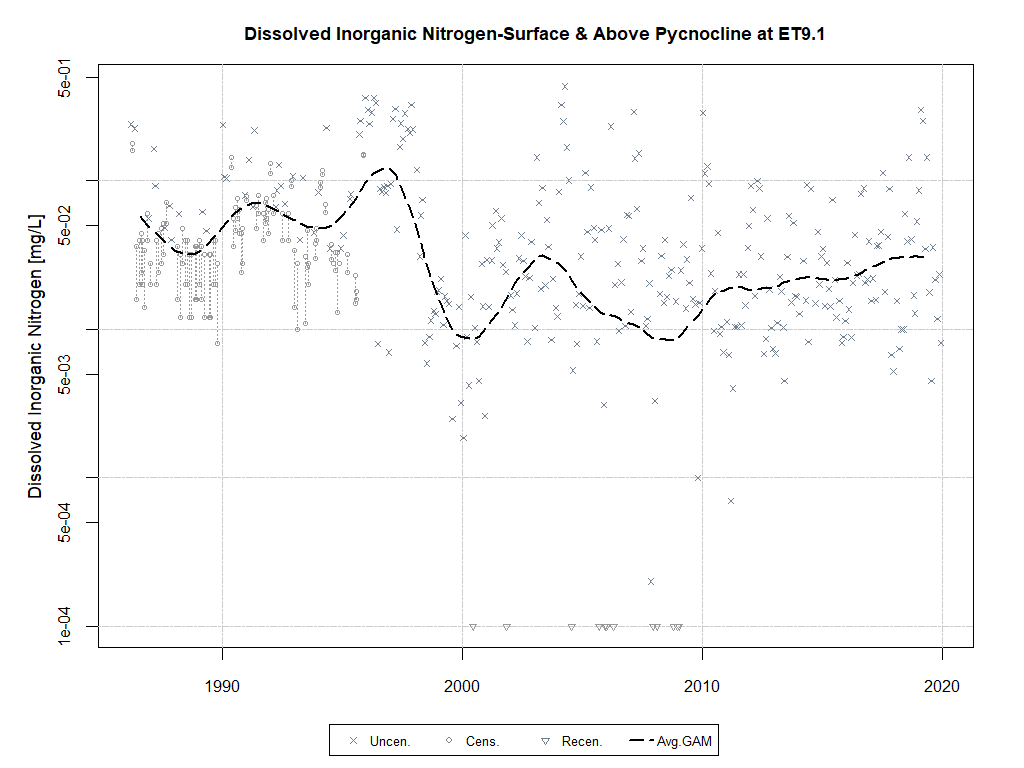 Dissolved Inorganic Nitrogen-Surface & Above Pycnocline at ET9.1
Dissolved Inorganic Nitrogen [mg/L]
5e-01
5e-02
5e-03
5e-04
1e-04
1990 2000 2010 2020
Uncen. Cens. Recen. Avg.GAM